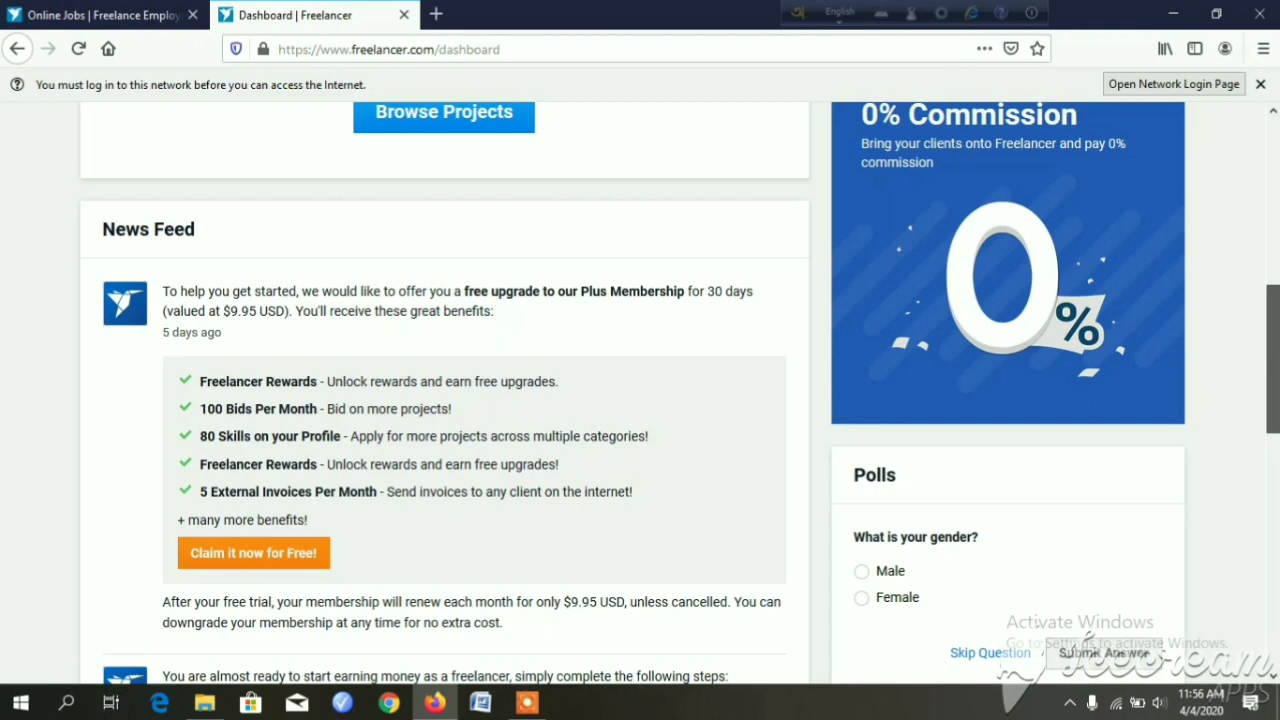 Online Jobs | Freelance Employ
Dashboard | Freelancer
English
https://www.freelancer.com/dashboard
You must log in to this network before you can access the Internet.
Open Network Login Page
Browse Projects
0% Commission
Bring your clients onto Freelancer and pay 0%
commission
0%
News Feed
To help you get started, we would like to offer you a free upgrade to our Plus Membership for 30 days
(valued at $9.95 USD). You'll receive these great benefits:
5 days ago
Freelancer Rewards - Unlock rewards and earn free upgrades.
100 Bids Per Month - Bid on more projects!
80 Skills on your Profile - Apply for more projects across multiple categories!
Freelancer Rewards - Unlock rewards and earn free upgrades!
5 External Invoices Per Month - Send invoices to any client on the internet!
+ many more benefits!
Claim it now for Free!
After your free trial, your membership will renew each month for only $9.95 USD, unless cancelled. You can
downgrade your membership at any time for no extra cost.
You are almost ready to start earning money as a freelancer, simply complete the following steps:
Polls
What is your gender?
Male
Female
Skip Question
Submit Answer
Activate Windows
Go to Settings to activate Windows.
APPS
11:56 AM
4/4/2020